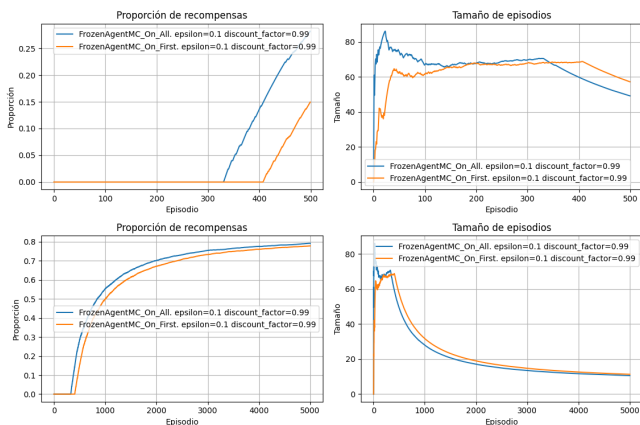 Proporción de recompensas
FrozenAgentMC_On_All. epsilon=0.1 discount_factor=0.99
FrozenAgentMC_On_First. epsilon=0.1 discount_factor=0.99
Proporción
0.25
0.20
0.15
0.10
0.05
0.00
0
100
200
300
400
500
Episodio
Tamaño de episodios
Tamaño
80
60
40
20
0
FrozenAgentMC_On_All. epsilon=0.1 discount_factor=0.99
FrozenAgentMC_On_First. epsilon=0.1 discount_factor=0.99
0
100
200
300
400
500
Episodio
Proporción de recompensas
Proporción
0.8
0.7
0.6
0.5
0.4
0.3
0.2
0.1
0.0
FrozenAgentMC_On_All. epsilon=0.1 discount_factor=0.99
FrozenAgentMC_On_First. epsilon=0.1 discount_factor=0.99
0
1000
2000
3000
4000
5000
Episodio
Tamaño de episodios
FrozenAgentMC_On_All. epsilon=0.1 discount_factor=0.99
FrozenAgentMC_On_First. epsilon=0.1 discount_factor=0.99
Tamaño
80
60
40
20
0
0
1000
2000
3000
4000
5000
Episodio